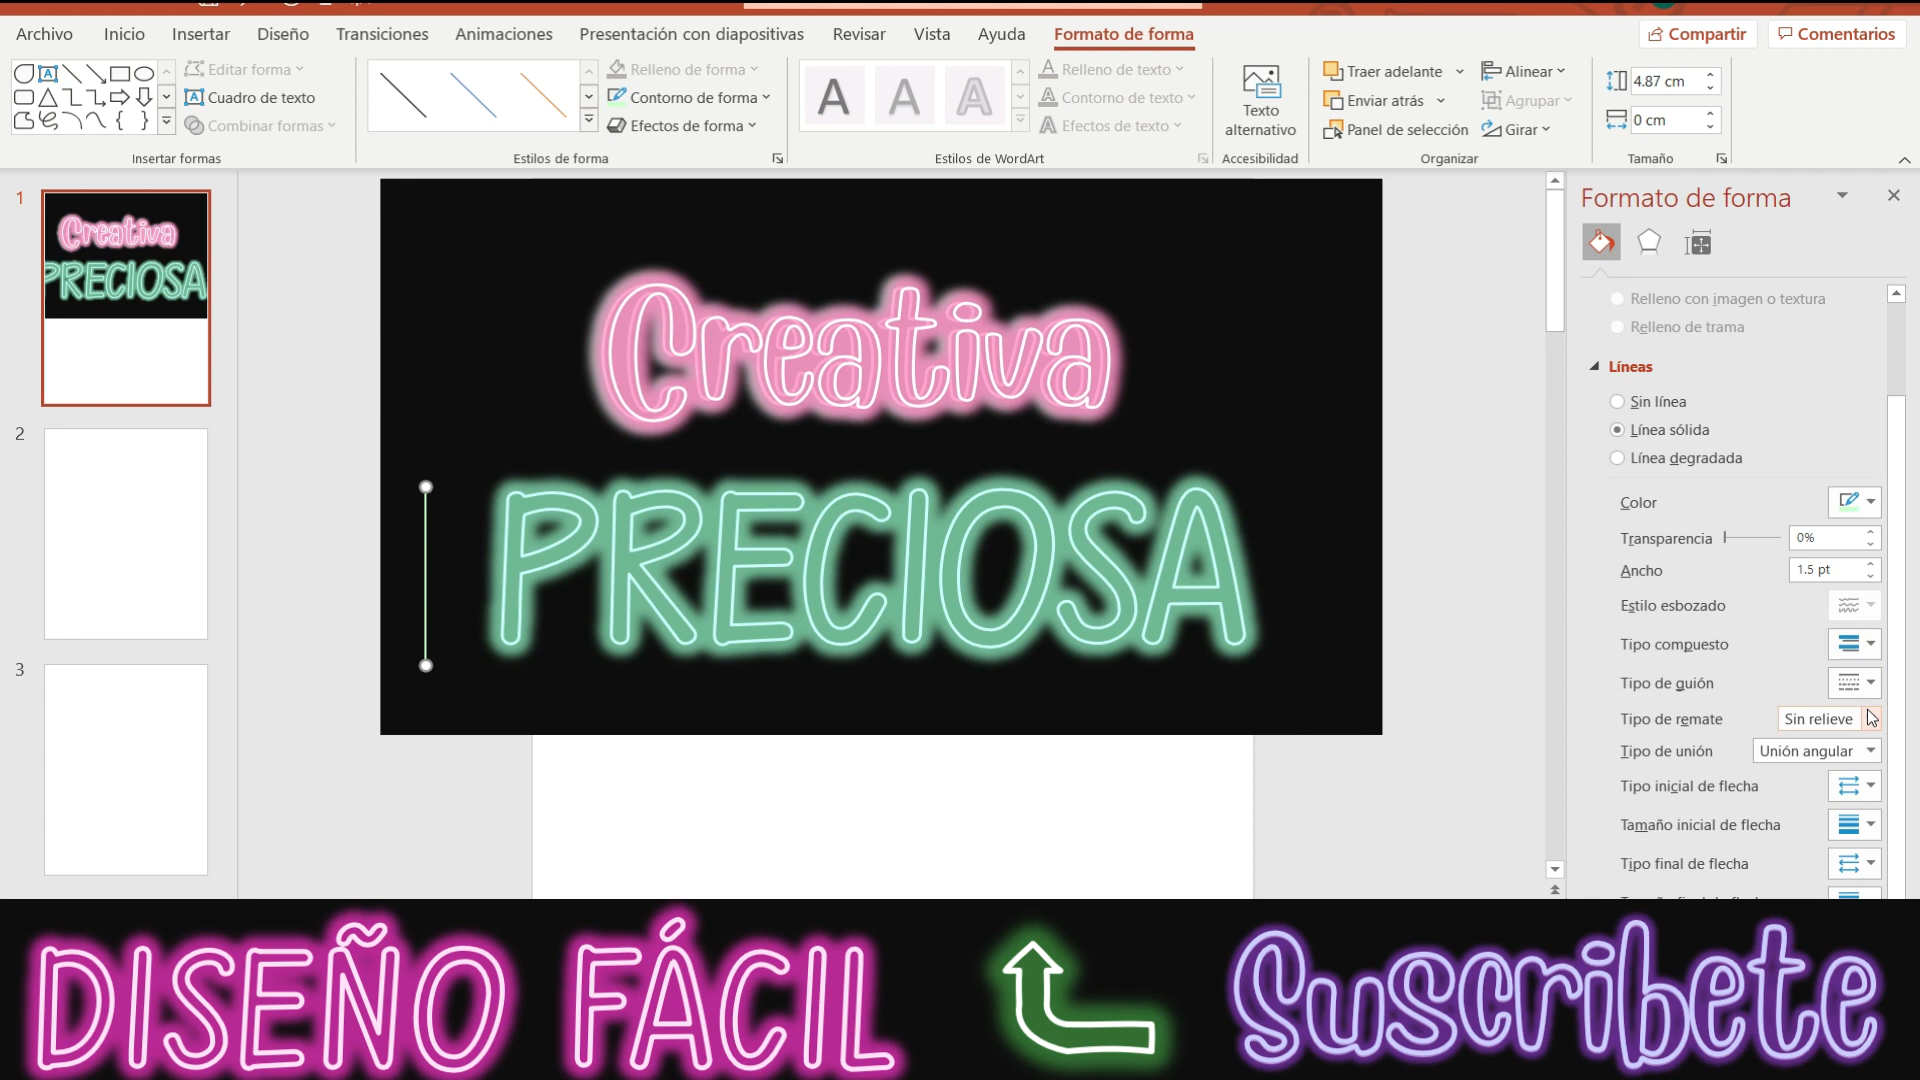 Archivo Inicio Insertar Diseño Transiciones Animaciones Presentación con diapositivas Revisar Vista Ayuda Formato de forma Compartir Comentarios
Editar forma
Cuadro de texto
Combinar formas
Insertar formas
Relleno de forma
Contorno de forma
Efectos de forma
Estilos de forma
A A A
Relleno de texto
Contorno de texto
Efectos de texto
Estilos de WordArt
Texto
alternativo
Accesibilidad
Traer adelante
Enviar atrás
Panel de selección
Alinear
Agrupar
Girar
Organizar
4.87 cm
0 cm
Tamaño
1
Creativa
PRECIOSA
2
3
Creativa
PRECIOSA
Formato de forma
Relleno con imagen o textura
Relleno de trama
Líneas
Sin línea
Línea sólida
Línea degradada
Color
Transparencia 0%
Ancho 1.5 pt
Estilo esbozado
Tipo compuesto
Tipo de guión
Tipo de remate Sin relieve
Tipo de unión Unión angular
Tipo inicial de flecha
Tamaño inicial de flecha
Tipo final de flecha
DISEÑO FÁCIL Suscribete